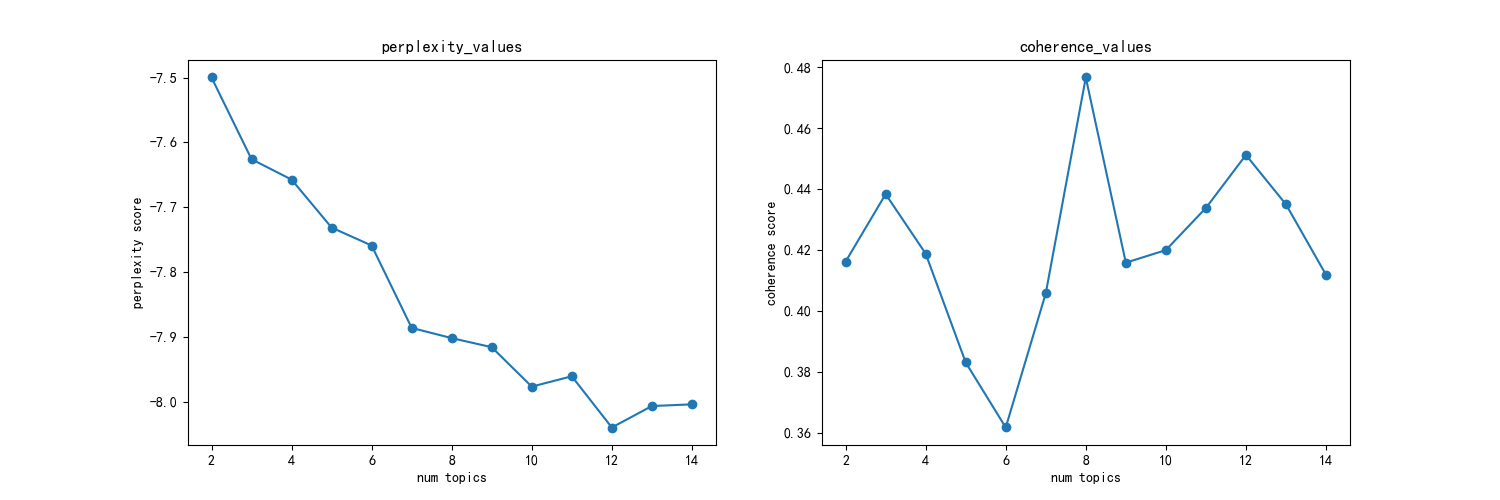 perplexity_values
perplexity score
-7.5
-7.6
-7.7
-7.8
-7.9
-8.0
2 4 6 8 10 12 14
num topics
coherence_values
coherence score
0.48
0.46
0.44
0.42
0.40
0.38
0.36
2 4 6 8 10 12 14
num topics